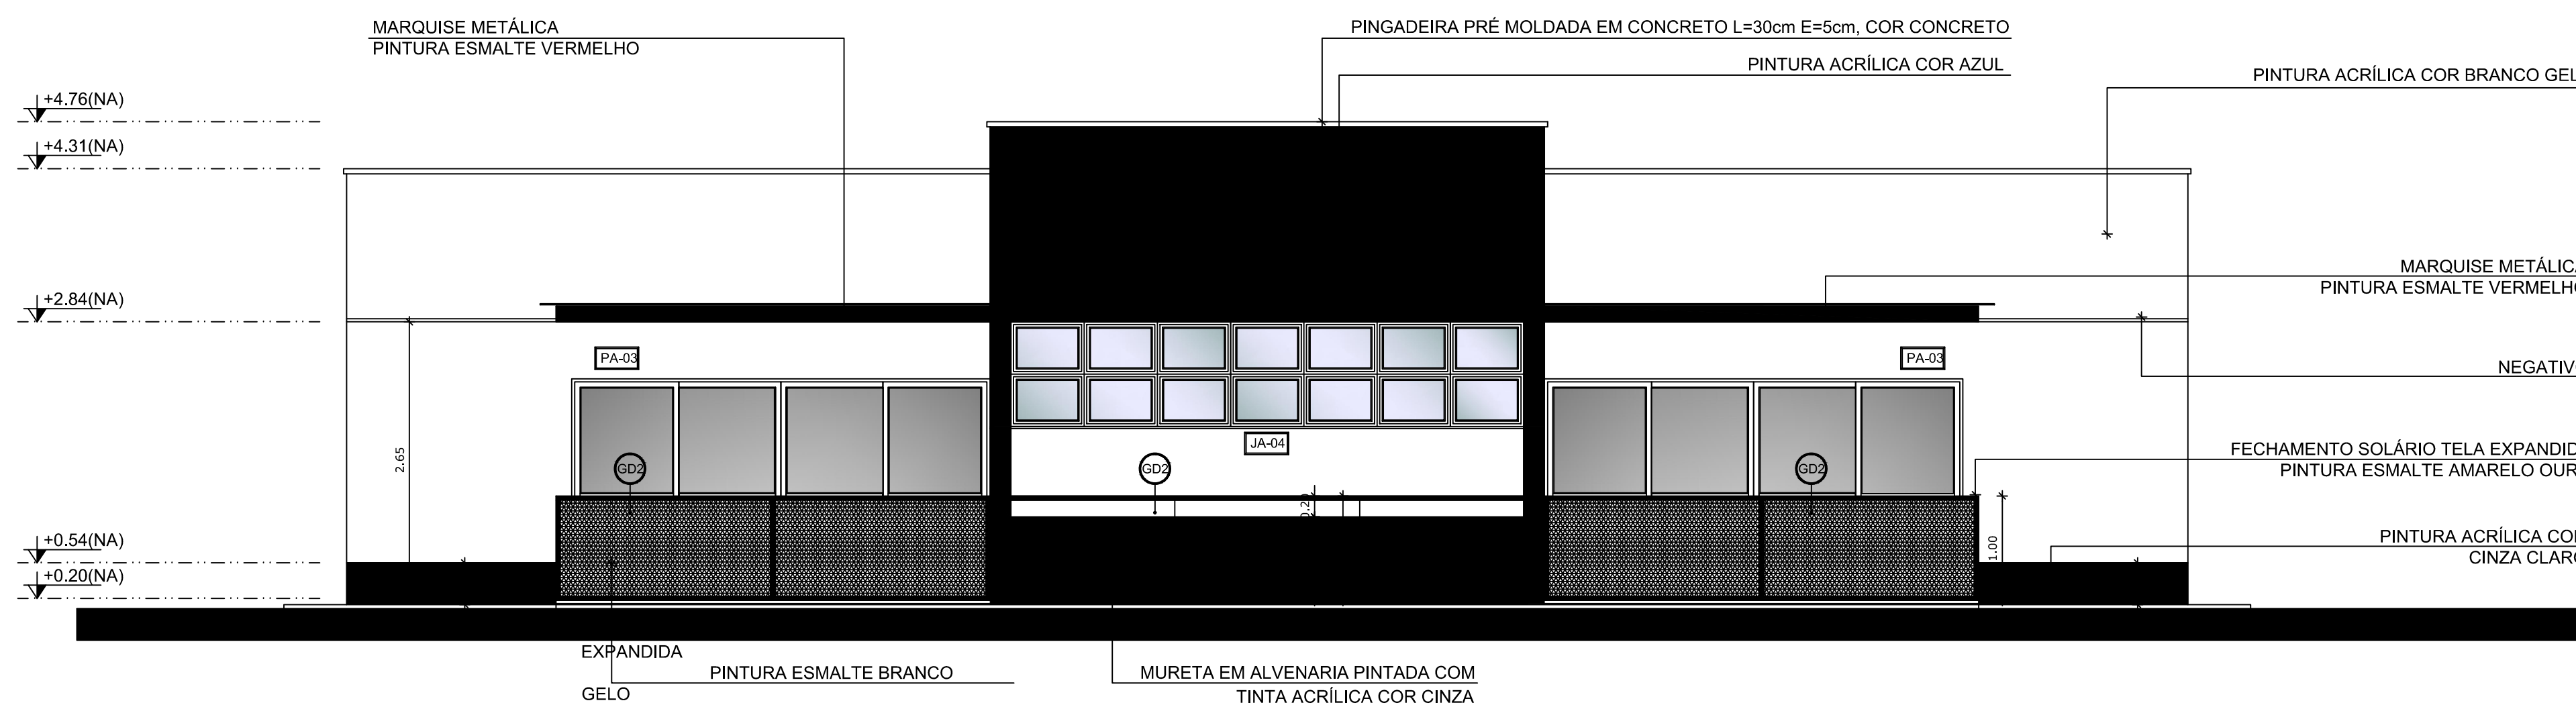 MARQUISE METÁLICA
PINTURA ESMALTE VERMELHO
PINGADEIRA PRÉ MOLDADA EM CONCRETO L=30cm E=5cm, COR CONCRETO
PINTURA ACRÍLICA COR AZUL
PINTURA ACRÍLICA COR BRANCO GEL
+4.76(NA)
+4.31(NA)
+2.84(NA)
MARQUISE METÁLICA
PINTURA ESMALTE VERMELHO
PA-03
PA-03
NEGATIV
JA-04
2.65
GD2
GD2
GD2
FECHAMENTO SOLÁRIO TELA EXPANDID
PINTURA ESMALTE AMARELO OUR
0.20
1.00
+0.54(NA)
+0.20(NA)
PINTURA ACRÍLICA CO
CINZA CLARO
EXPANDIDA
PINTURA ESMALTE BRANCO
GELO
MURETA EM ALVENARIA PINTADA COM
TINTA ACRÍLICA COR CINZA